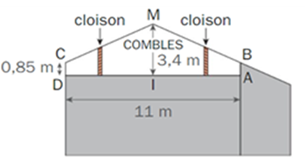 M
cloison cloison
C COMBLES B
0,85 m 3,4 m
D I A
11 m